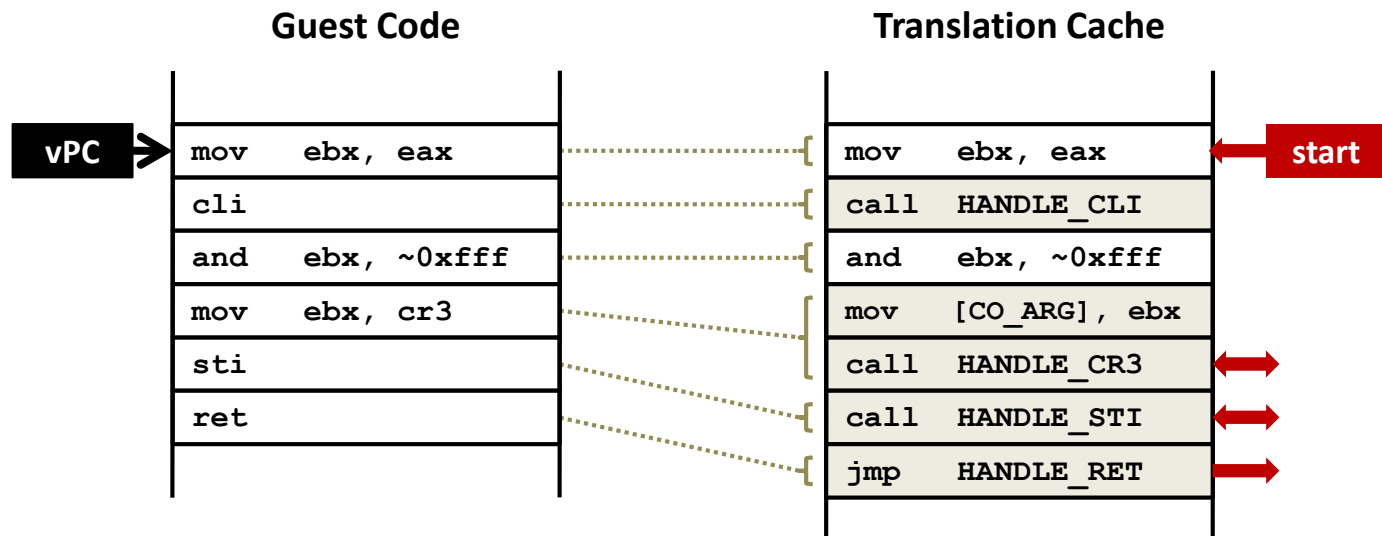 Guest Code
Translation Cache
vPC
mov ebx, eax
cli
and ebx, ~0xfff
mov ebx, cr3
sti
ret
mov ebx, eax
call HANDLE_CLI
and ebx, ~0xfff
mov [CO_ARG], ebx
call HANDLE_CR3
call HANDLE_STI
jmp HANDLE_RET
start